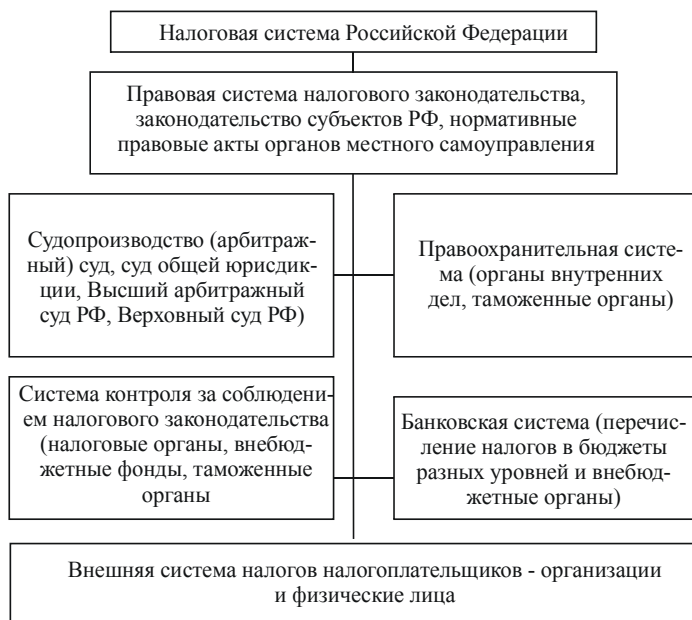 Налоговая система Российской Федерации
Правовая система налогового законодательства,
законодательство субъектов РФ, нормативные
правовые акты органов местного самоуправления
Судопроизводство (арбитраж-
ный) суд, суд общей юрисдик-
ции, Высший арбитражный
суд РФ, Верховный суд РФ)
Правоохранительная систе-
ма (органы внутренних
дел, таможенные органы)
Система контроля за соблюдени-
ем налогового законодательства
(налоговые органы, внебюд-
жетные фонды, таможенные
органы
Банковская система (перечис-
ление налогов в бюджеты
разных уровней и внебюд-
жетные органы)
Внешняя система налогов налогоплательщиков - организации
и физические лица